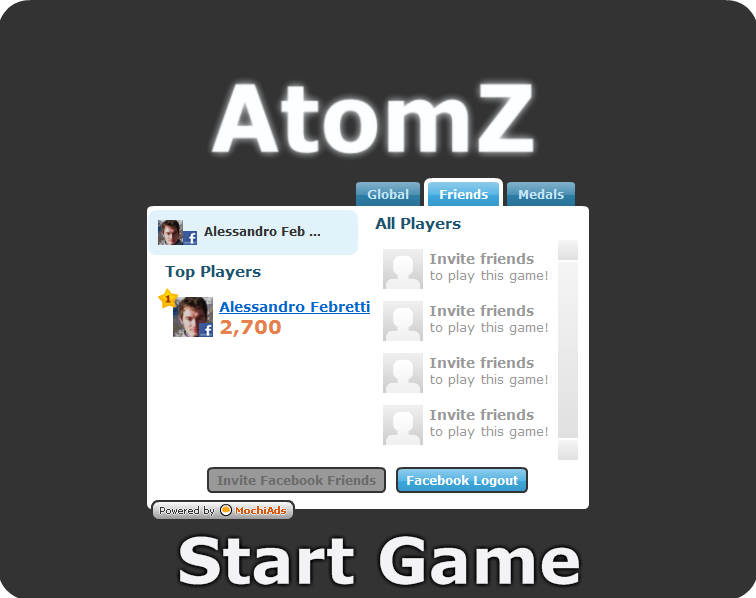 AtomZ
Global
Friends
Medals
Alessandro Feb ...
Top Players
1
Alessandro Febretti
2,700
All Players
Invite friends
to play this game!
Invite friends
to play this game!
Invite friends
to play this game!
Invite friends
to play this game!
Invite Facebook Friends
Facebook Logout
Powered by MochiAds
Start Game